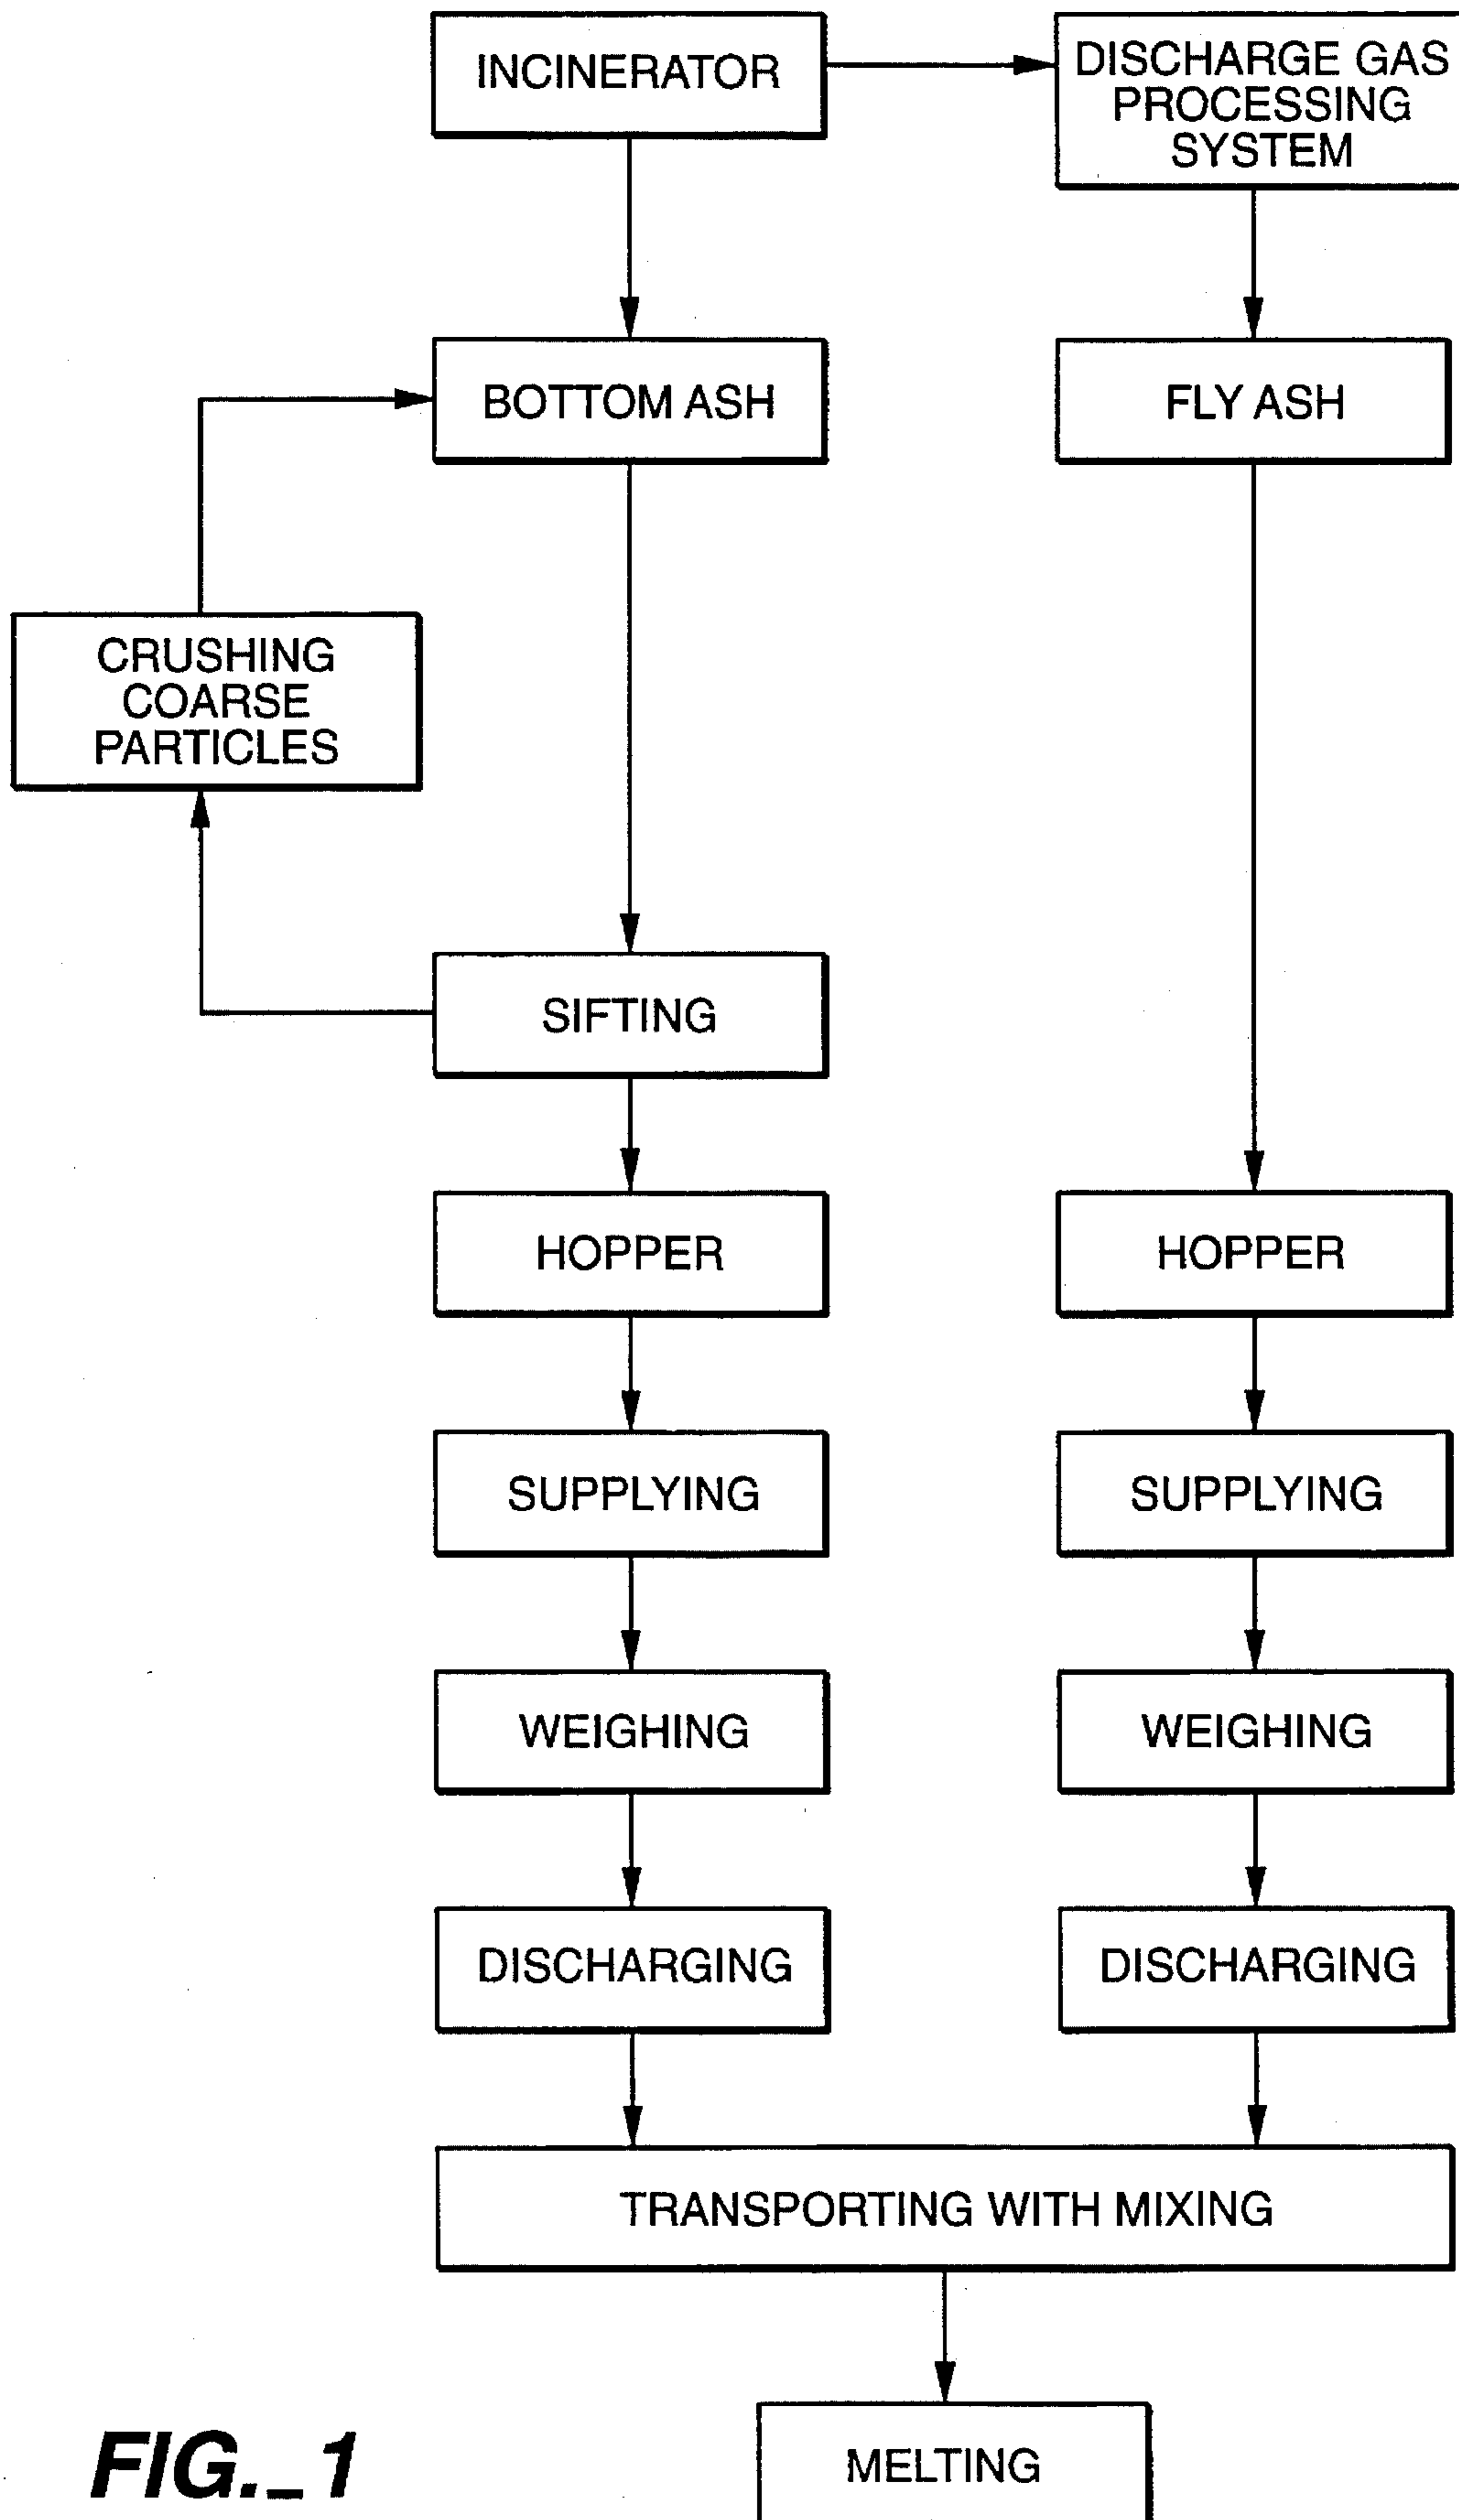 INCINERATOR
DISCHARGE GAS
PROCESSING
SYSTEM
BOTTOM ASH
FLY ASH
CRUSHING
COARSE
PARTICLES
SIFTING
HOPPER
HOPPER
SUPPLYING
SUPPLYING
WEIGHING
WEIGHING
DISCHARGING
DISCHARGING
TRANSPORTING WITH MIXING
MELTING
FIG._1